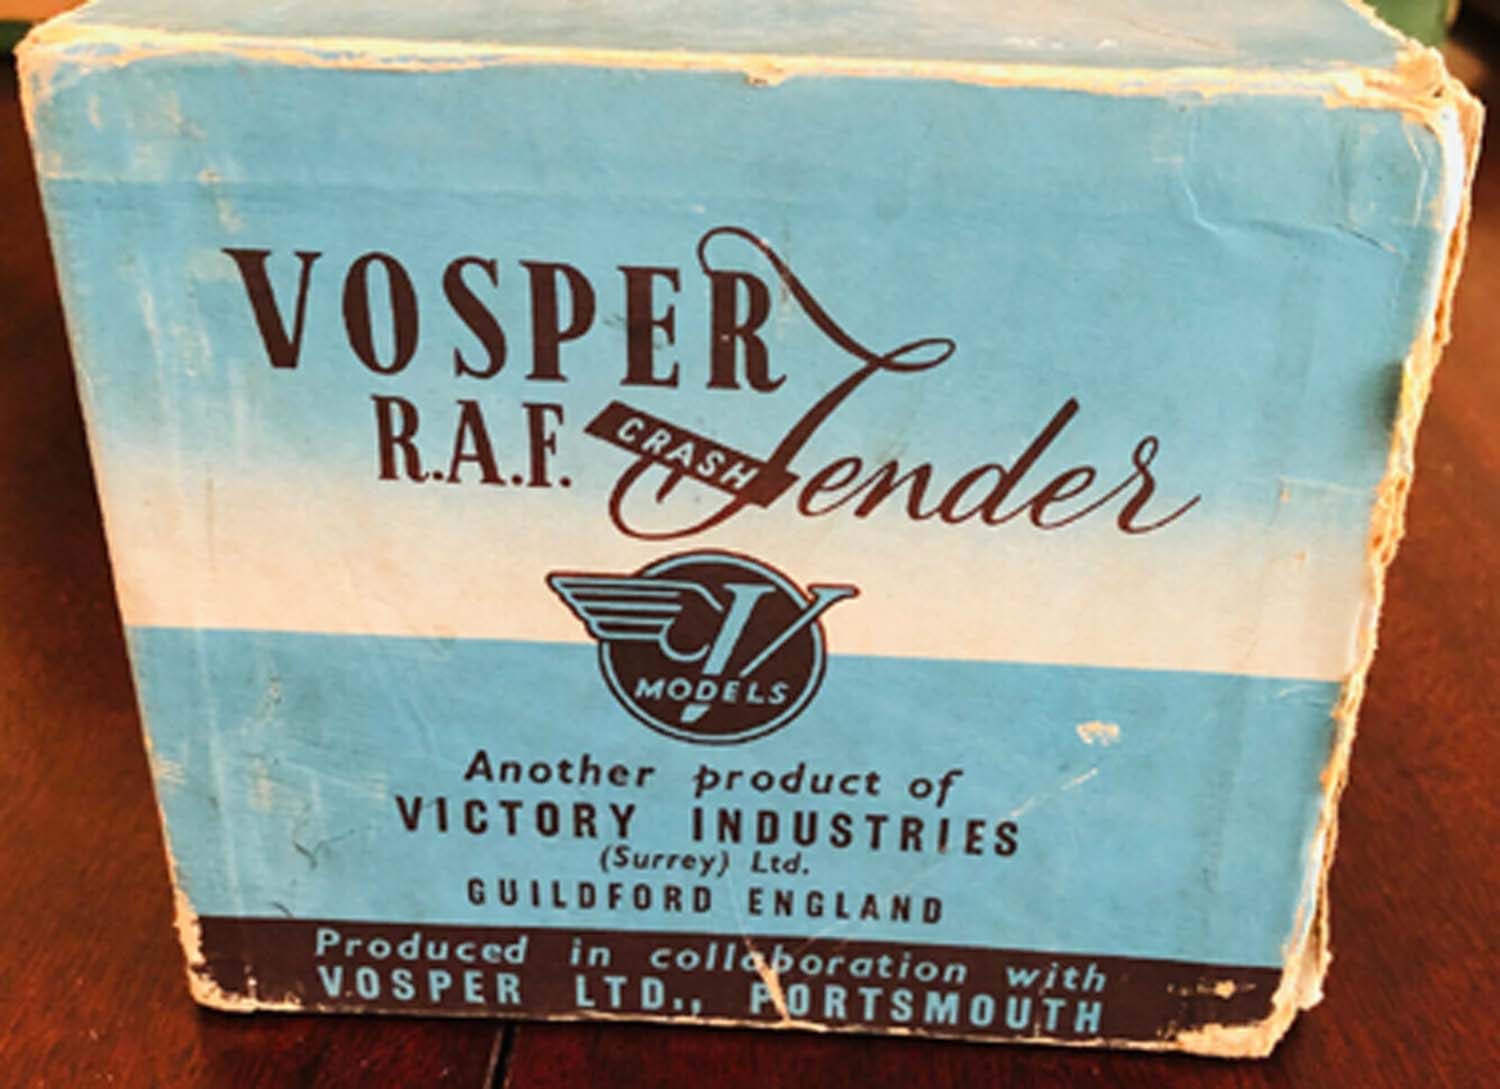 VOSPER
R.A.F. CRASH Tender
V
MODELS
Another product of
VICTORY INDUSTRIES
(Surrey) Ltd.
GUILDFORD ENGLAND
Produced in collaboration with
VOSPER LTD., PORTSMOUTH